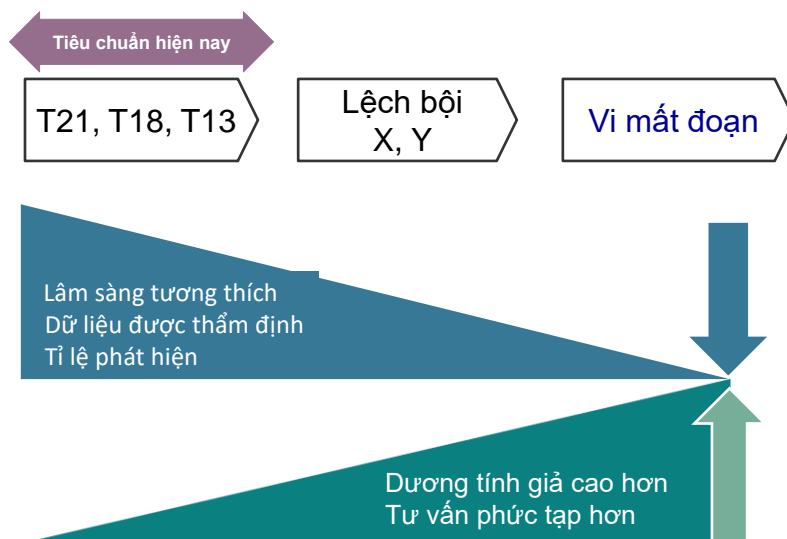 Tiêu chuẩn hiện nay
T21, T18, T13
Lệch bội
X, Y
Vi mất đoạn
Lâm sàng tương thích
Dữ liệu được thẩm định
Tỉ lệ phát hiện
Dương tính giả cao hơn
Tư vấn phức tạp hơn